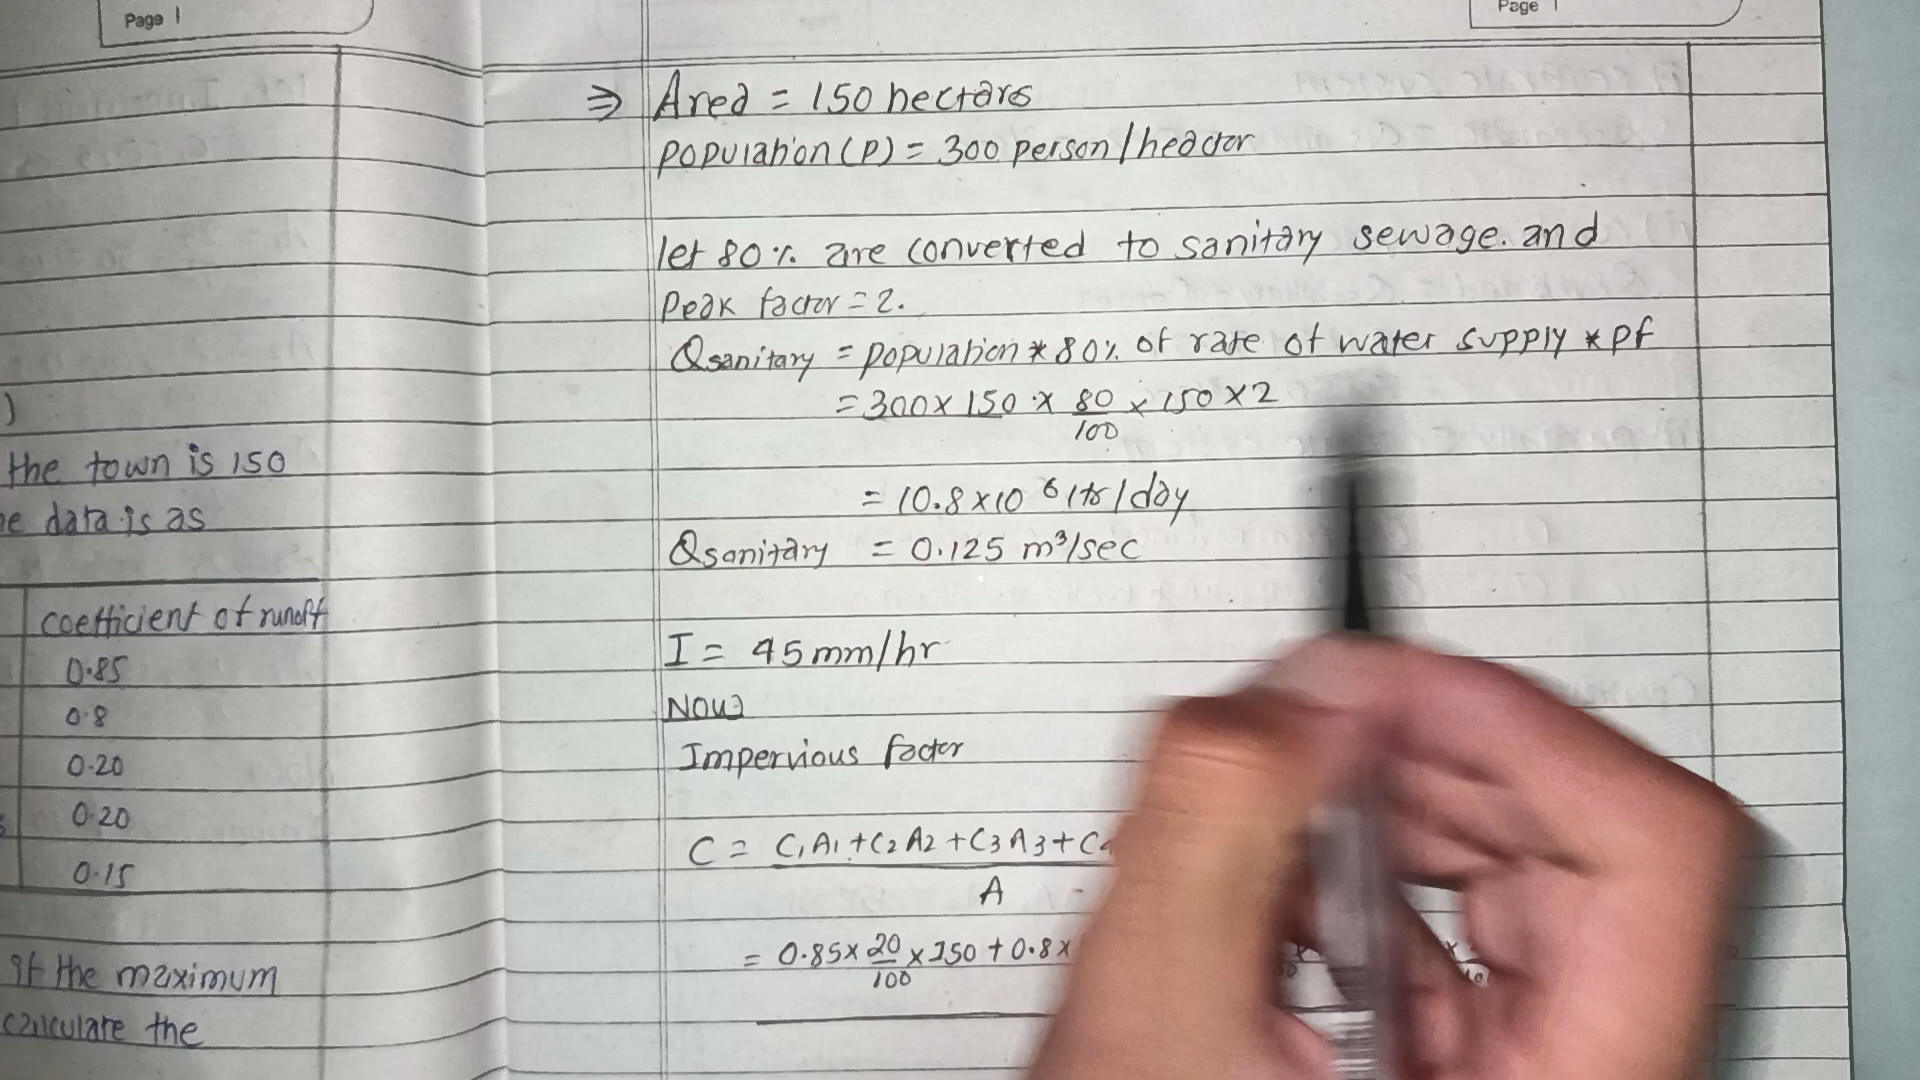 Page 1
Page 1
)
the town is 150
data is as
coefficient of runoff
0.85
0.8
0.20
0.20
0.15
If the maximum
calculate the
⇒ Area = 150 hectars
population (P) = 300 person/heactor
let 80% are converted to sanitary sewage. and
Peak factor = 2.
Qsanitary = population * 80% of rate of water supply * pf
= 300 × 150 × 80/100 × 150 × 2
= 10.8 × 10^6 ltr/day
Qsanitary = 0.125 m³/sec
I = 45mm/hr
Now
Impervious factor
C = C1A1 + C2A2 + C3A3 +
A
= 0.85 × 20/100 × 150 + 0.8 ×